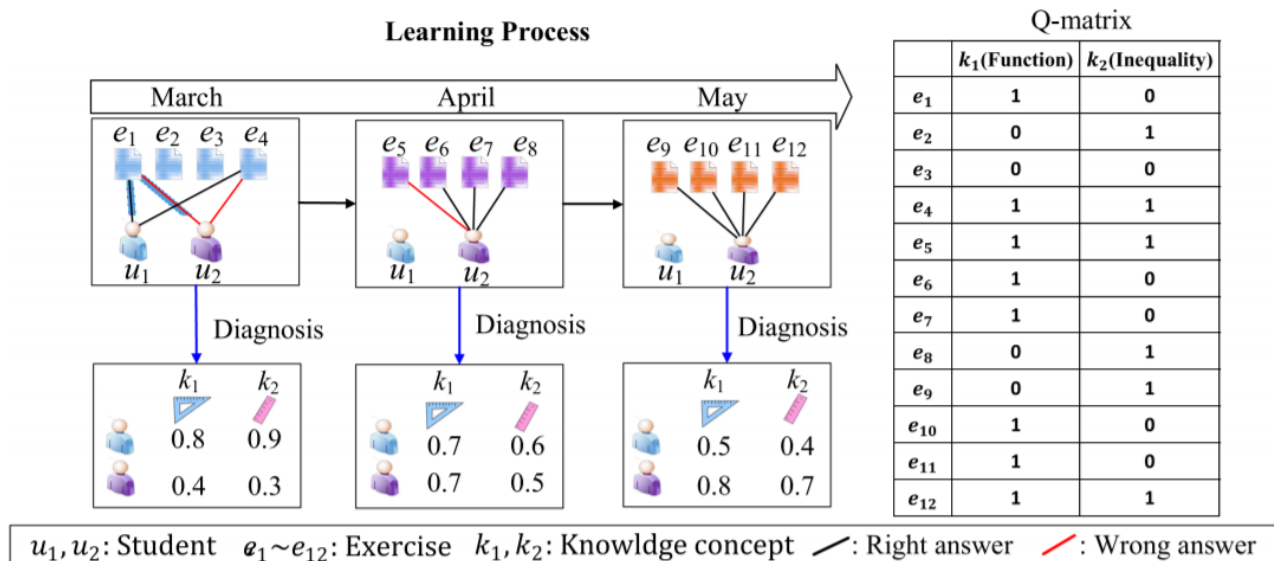 Learning Process
March April May
e1 e2 e3 e4
e5 e6 e7 e8
e9 e10 e11 e12
u1 u2
u1 u2
u1 u2
Diagnosis
Diagnosis
Diagnosis
k1 k2
0.8 0.9
0.4 0.3
k1 k2
0.7 0.6
0.7 0.5
k1 k2
0.5 0.4
0.8 0.7
Q-matrix
k1(Function) k2(Inequality)
e1 1 0
e2 0 1
e3 0 0
e4 1 1
e5 1 1
e6 1 0
e7 1 0
e8 0 1
e9 0 1
e10 1 0
e11 1 0
e12 1 1
u1, u2: Student e1~e12: Exercise k1, k2: Knowldge concept : Right answer : Wrong answer